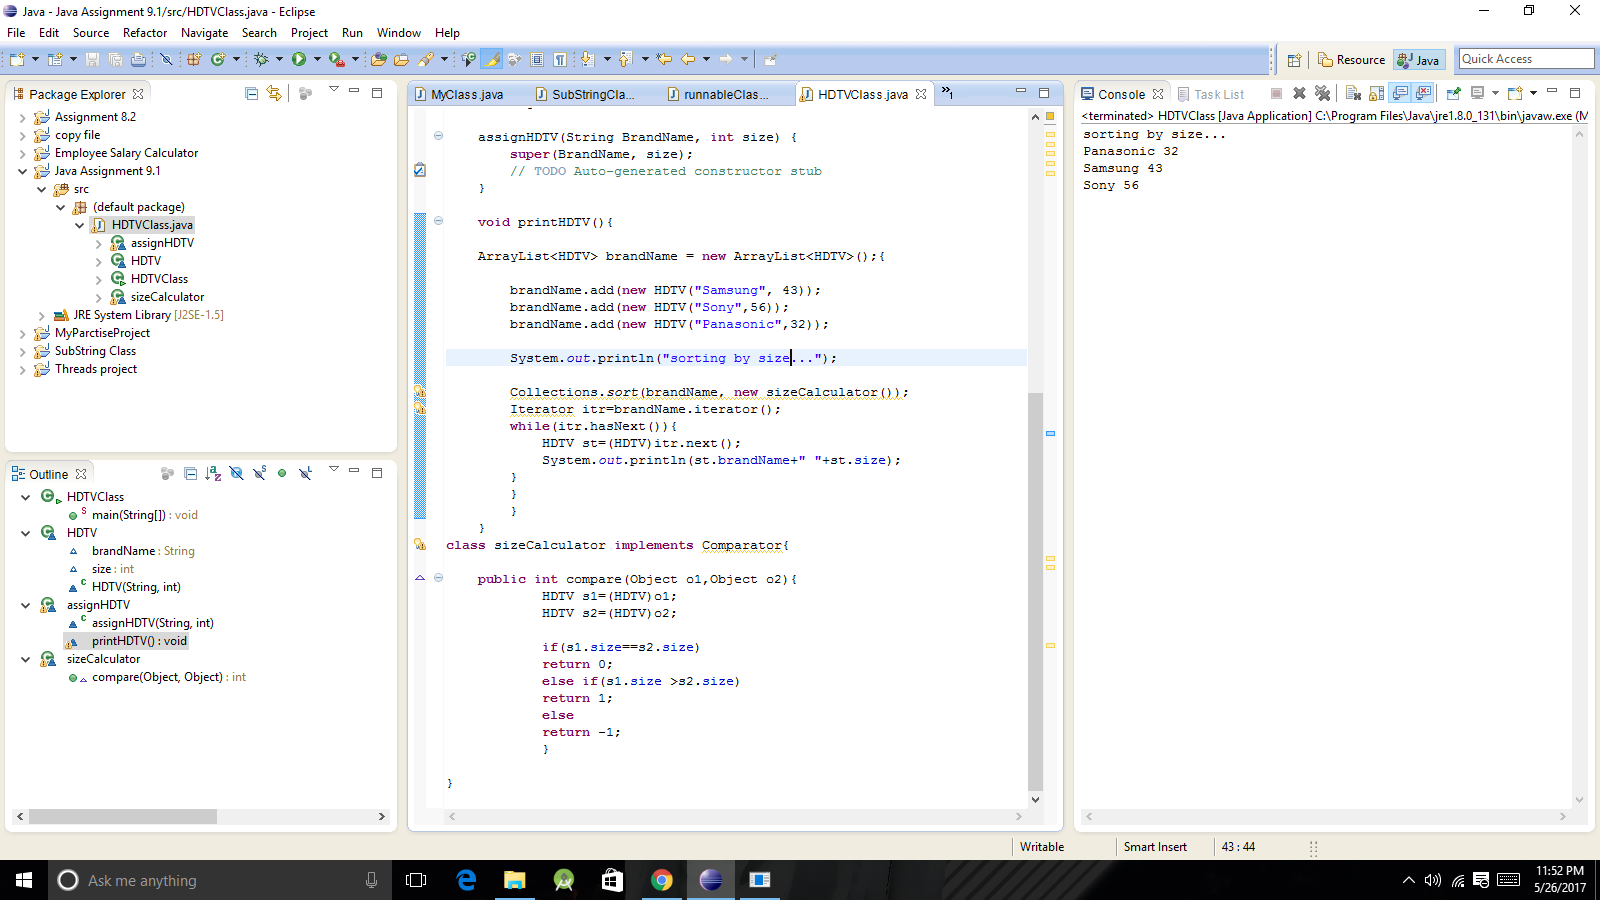 Java - Java Assignment 9.1/src/HDTVClass.java - Eclipse
File Edit Source Refactor Navigate Search Project Run Window Help
Quick Access
Resource
Java
Package Explorer
Assignment 8.2
copy file
Employee Salary Calculator
Java Assignment 9.1
src
(default package)
HDTVClass.java
assignHDTV
HDTV
HDTVClass
sizeCalculator
JRE System Library [J2SE-1.5]
MyParctiseProject
SubString Class
Threads project
Outline
HDTVClass
main(String[]) : void
HDTV
brandName : String
size : int
HDTV(String, int)
assignHDTV
assignHDTV(String, int)
printHDTV() : void
sizeCalculator
compare(Object, Object) : int
MyClass.java SubStringCla... runnableClas... HDTVClass.java »1
assignHDTV(String BrandName, int size) {
super(BrandName, size);
// TODO Auto-generated constructor stub
}
void printHDTV(){
ArrayList<HDTV> brandName = new ArrayList<HDTV>();{
brandName.add(new HDTV("Samsung", 43));
brandName.add(new HDTV("Sony",56));
brandName.add(new HDTV("Panasonic",32));
System.out.println("sorting by size...");
Collections.sort(brandName, new sizeCalculator());
Iterator itr=brandName.iterator();
while(itr.hasNext()){
HDTV st=(HDTV)itr.next();
System.out.println(st.brandName+" "+st.size);
}
}
}
}
class sizeCalculator implements Comparator{
public int compare(Object o1,Object o2){
HDTV s1=(HDTV)o1;
HDTV s2=(HDTV)o2;
if(s1.size==s2.size)
return 0;
else if(s1.size >s2.size)
return 1;
else
return -1;
}
}
Console Task List
<terminated> HDTVClass [Java Application] C:\Program Files\Java\jre1.8.0_131\bin\javaw.exe (M
sorting by size...
Panasonic 32
Samsung 43
Sony 56
Writable Smart Insert 43 : 44
Ask me anything
11:52 PM
5/26/2017